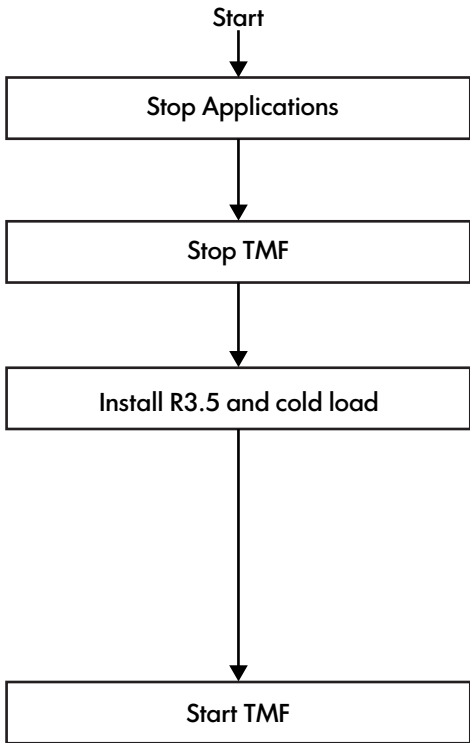 Start
Stop Applications
Stop TMF
Install R3.5 and cold load
Start TMF